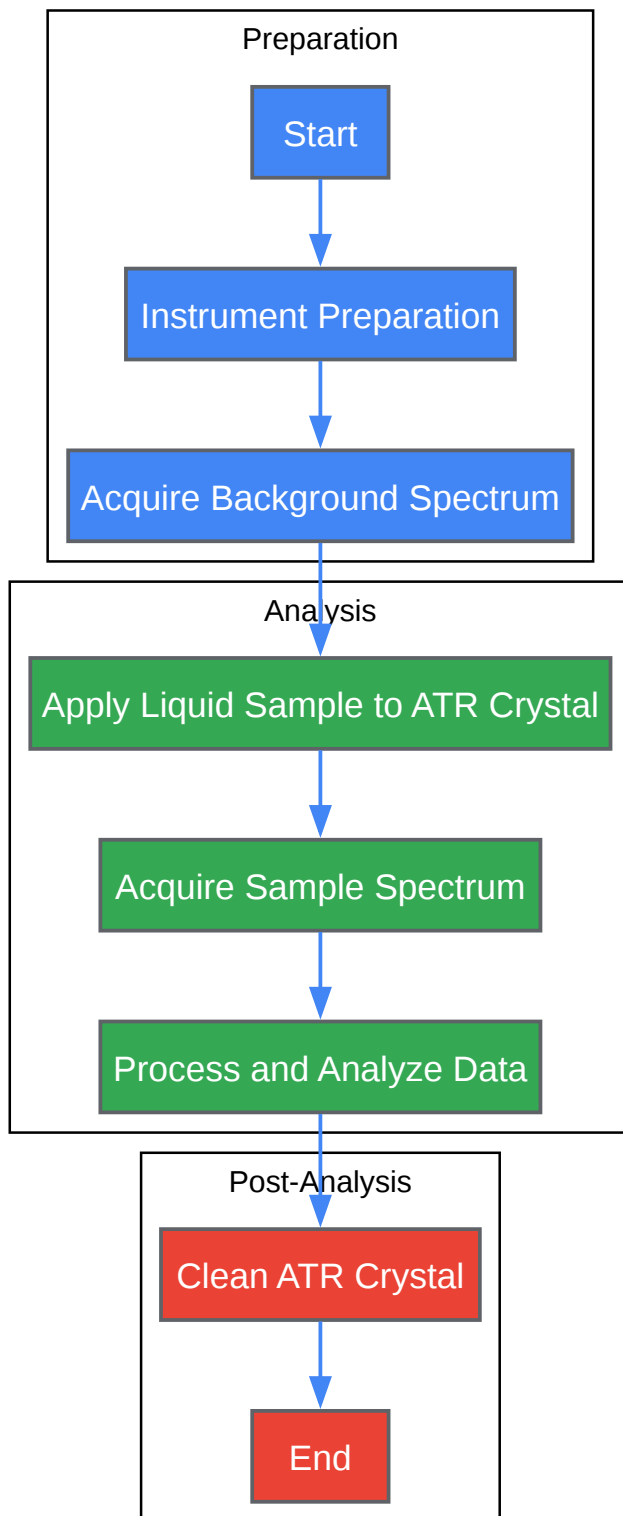 Preparation
Start
Instrument Preparation
Acquire Background Spectrum
Analysis
Apply Liquid Sample to ATR Crystal
Acquire Sample Spectrum
Process and Analyze Data
Post-Analysis
Clean ATR Crystal
End